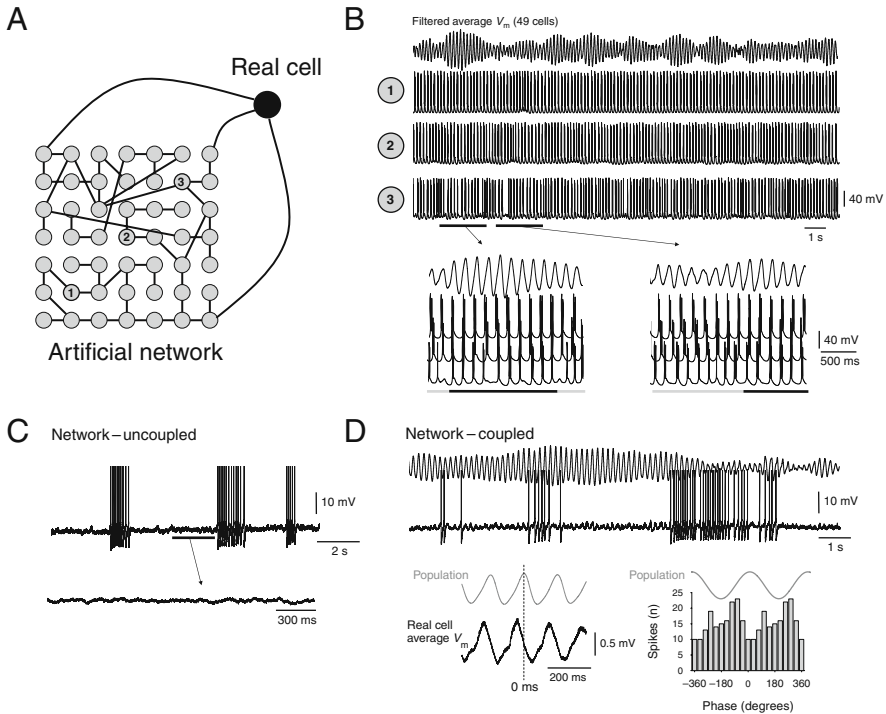 A
Real cell
3
2
1
Artificial network
B
Filtered average Vm (49 cells)
1
2
3
40 mV
1 s
40 mV
500 ms
C
Network – uncoupled
10 mV
2 s
300 ms
D
Network – coupled
10 mV
1 s
Population
Real cell
average Vm
0.5 mV
200 ms
0 ms
Population
Spikes (n)
25
20
15
10
5
0
−360
−180
0
180
360
Phase (degrees)